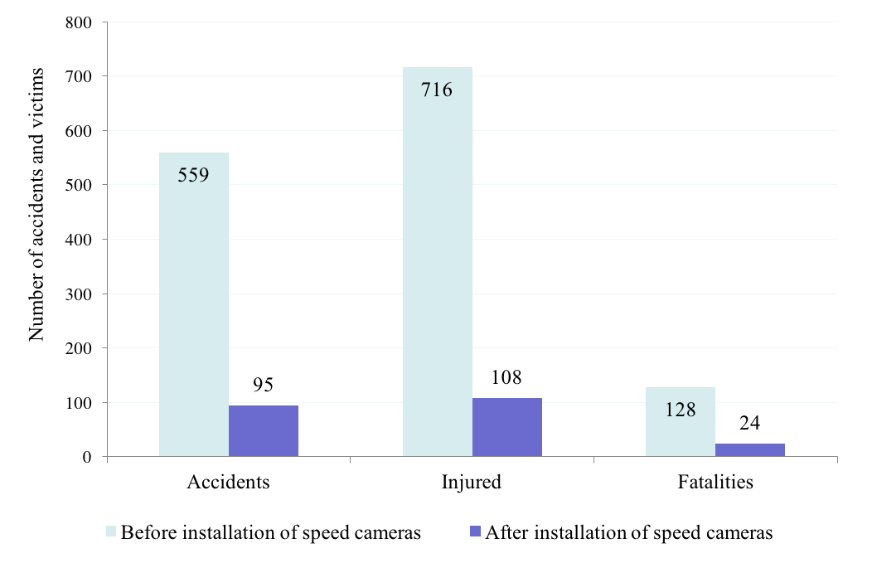 Number of accidents and victims
800
700
600
500
400
300
200
100
0
559
95
716
108
128
24
Accidents
Injured
Fatalities
Before installation of speed cameras
After installation of speed cameras